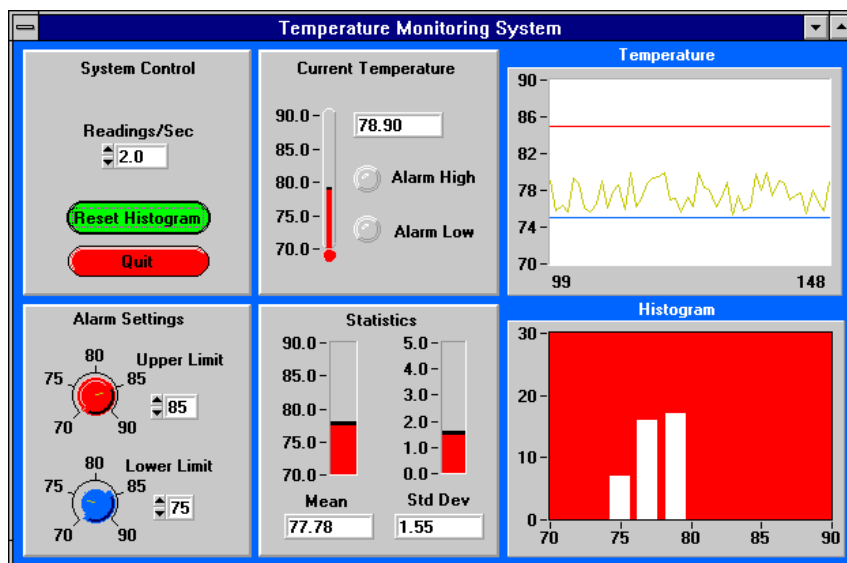 Temperature Monitoring System
System Control
Readings/Sec
2.0
Reset Histogram
Quit
Current Temperature
90.0
85.0
80.0
75.0
70.0
78.90
Alarm High
Alarm Low
Temperature
90
86
82
78
74
70
99 148
Alarm Settings
80
75 85
70 90
Upper Limit
85
80
75 85
70 90
Lower Limit
75
Statistics
90.0
85.0
80.0
75.0
70.0
5.0
4.0
3.0
2.0
1.0
0.0
Mean Std Dev
77.78 1.55
Histogram
30
20
10
0
70 75 80 85 90